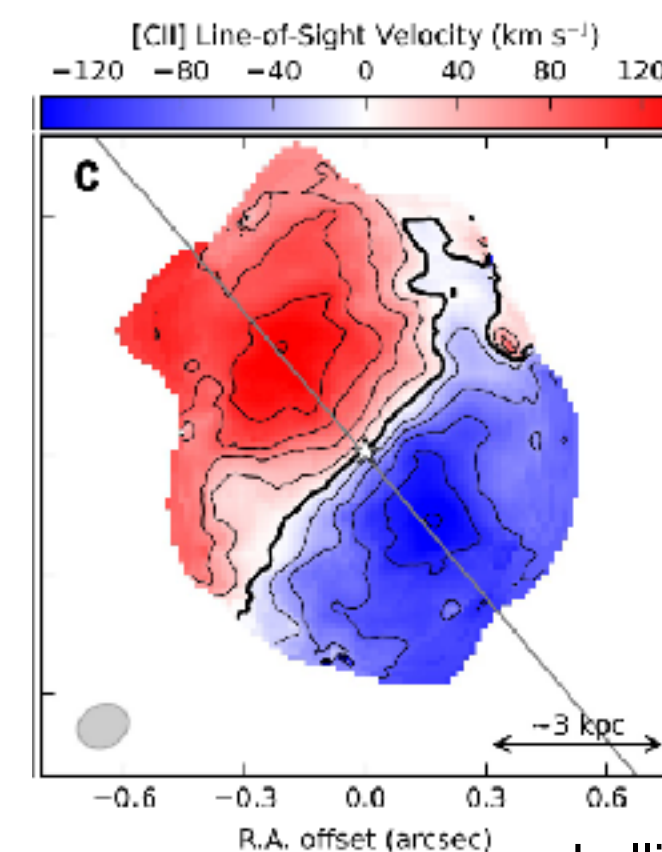 [CII] Line-of-Sight Velocity (km s⁻¹)
−120 −80 −40 0 40 80 120
C
~3 kpc
−0.6 −0.3 0.0 0.3 0.6
R.A. offset (arcsec)